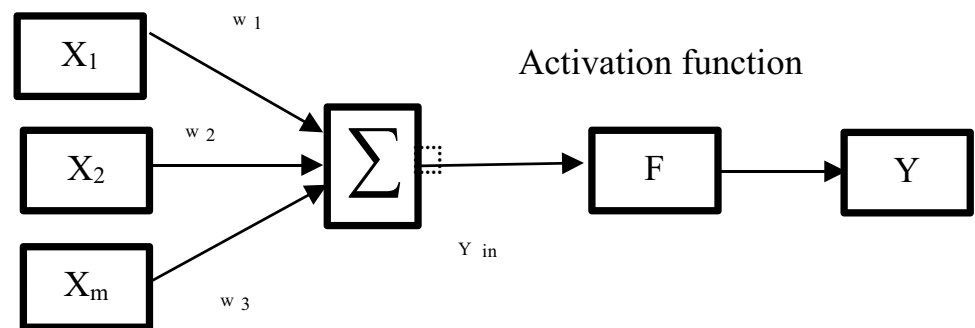 w 1
X1
Activation function
w 2
X2
∑
F
Y
Y in
Xm
w 3